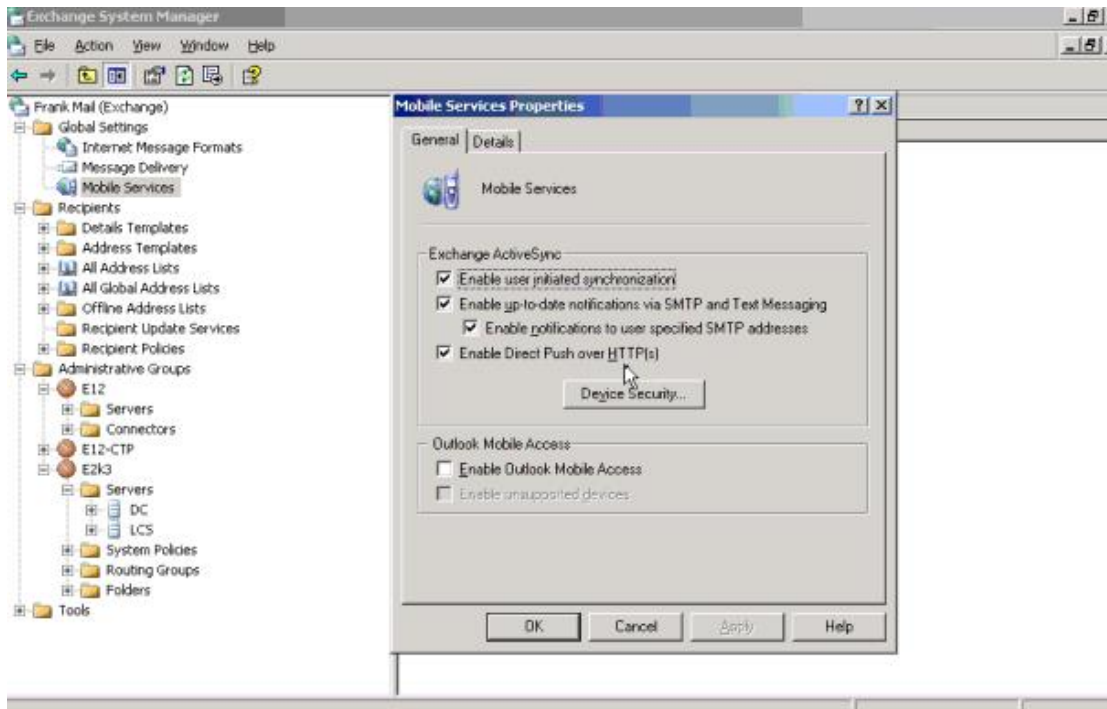 Exchange System Manager
File Action View Window Help
Frank Mail (Exchange)
Global Settings
Internet Message Formats
Message Delivery
Mobile Services
Recipients
Details Templates
Address Templates
All Address Lists
All Global Address Lists
Offline Address Lists
Recipient Update Services
Recipient Policies
Administrative Groups
E12
Servers
Connectors
E12-CTP
E2k3
Servers
DC
LCS
System Policies
Routing Groups
Folders
Tools
Mobile Services Properties
General Details
Mobile Services
Exchange ActiveSync
Enable user initiated synchronization
Enable up-to-date notifications via SMTP and Text Messaging
Enable notifications to user specified SMTP addresses
Enable Direct Push over HTTP(s)
Device Security...
Outlook Mobile Access
Enable Outlook Mobile Access
Enable unsupported devices
OK Cancel Apply Help